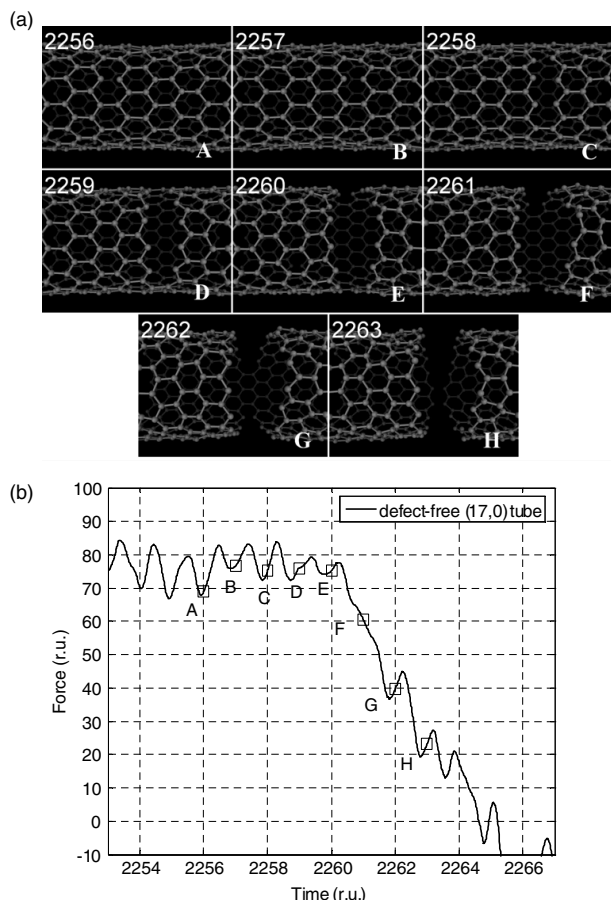 (a)
2256
2257
2258
A
B
C
2259
2260
2261
D
E
F
2262
2263
G
H
(b)
100
90
80
70
60
50
40
30
20
10
0
-10
Force (r.u.)
defect-free (17,0) tube
A
B
C
D
E
F
G
H
2254
2256
2258
2260
2262
2264
2266
Time (r.u.)